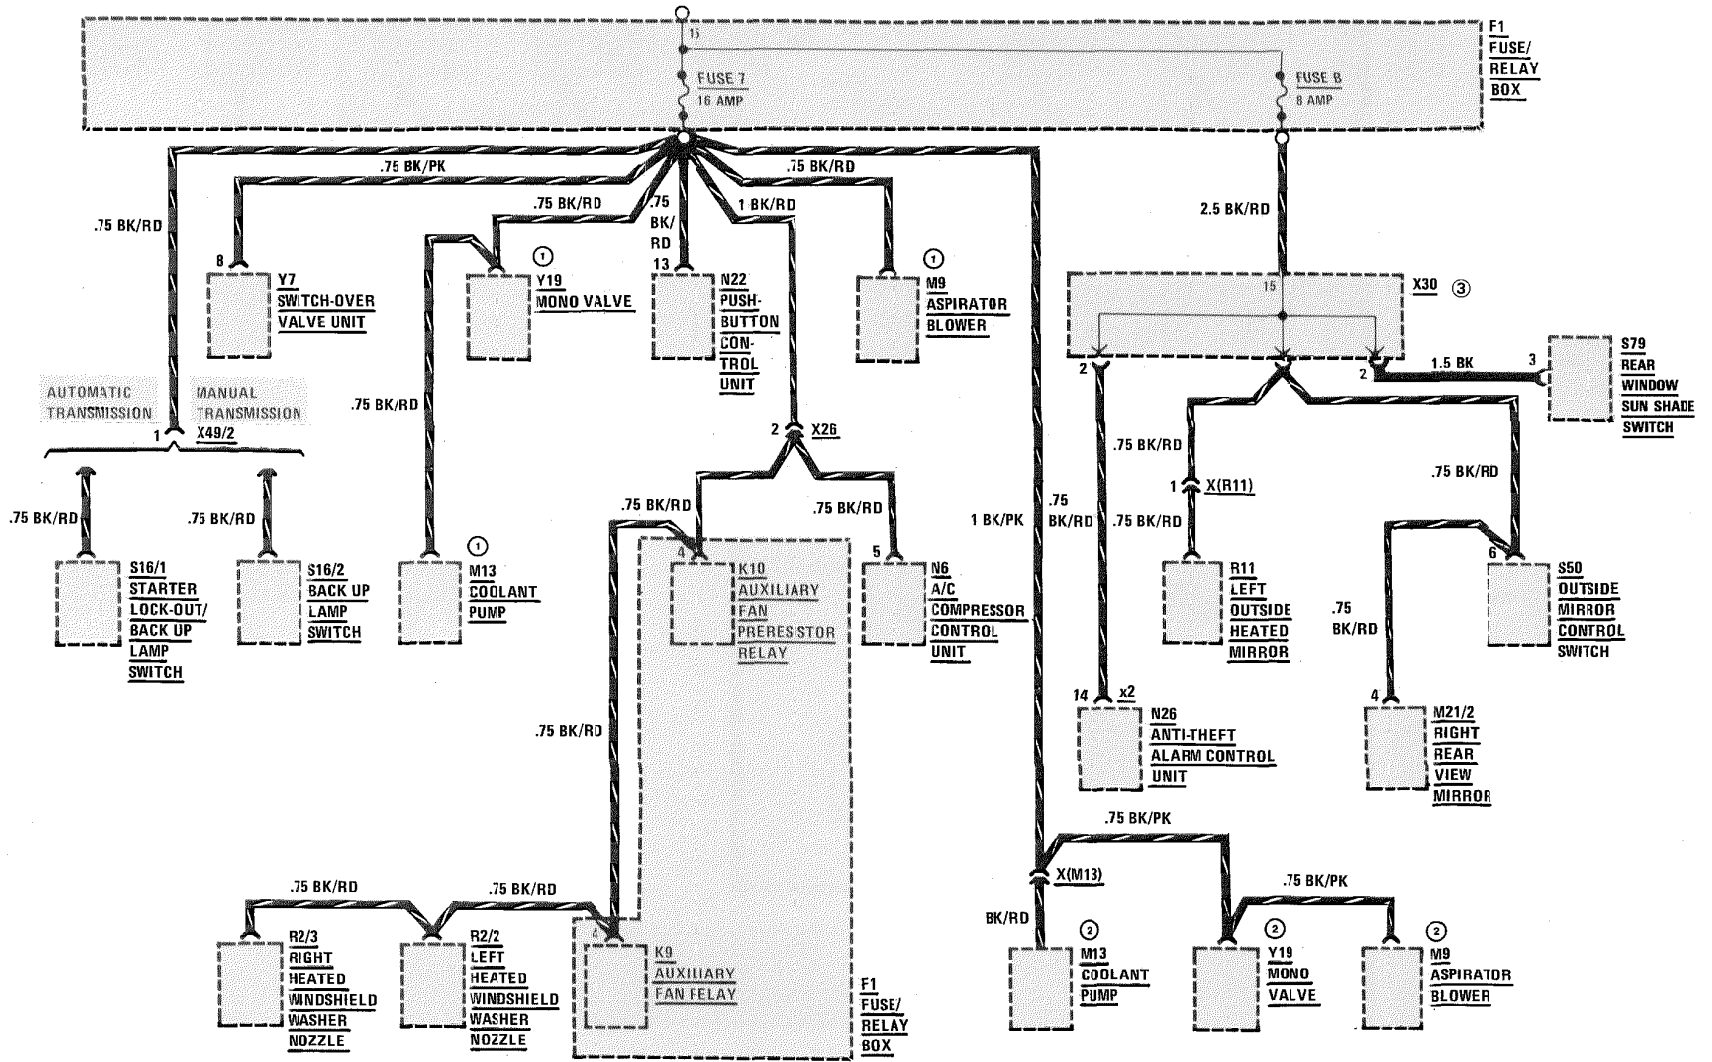 15
F1
FUSE/
RELAY
BOX
FUSE 7
16 AMP
FUSE 8
8 AMP
.75 BK/PK
.75 BK/RD
.75 BK/RD
.75 BK/RD
.75
BK/
RD
1 BK/RD
2.5 BK/RD
8
Y7
SWITCH-OVER
VALVE UNIT
1
Y19
MONO VALVE
13
N22
PUSH-
BUTTON
CON-
TROL
UNIT
1
M9
ASPIRATOR
BLOWER
15
X30
3
2
2
1.5 BK
3
S79
REAR
WINDOW
SUN SHADE
SWITCH
AUTOMATIC
TRANSMISSION
MANUAL
TRANSMISSION
1
X49/2
.75 BK/RD
2
X26
.75 BK/RD
.75 BK/RD
1
X(R11)
.75 BK/RD
.75 BK/RD
.75 BK/RD
.75 BK/RD
.75 BK/RD
1 BK/PK
.75
BK/RD
.75 BK/RD
S16/1
STARTER
LOCK-OUT/
BACK UP
LAMP
SWITCH
S16/2
BACK UP
LAMP
SWITCH
1
M13
COOLANT
PUMP
4
K10
AUXILIARY
FAN
PRERESISTOR
RELAY
5
N6
A/C
COMPRESSOR
CONTROL
UNIT
R11
LEFT
OUTSIDE
HEATED
MIRROR
6
S50
OUTSIDE
MIRROR
CONTROL
SWITCH
.75
BK/RD
14
x2
N26
ANTI-THEFT
ALARM CONTROL
UNIT
4
M21/2
RIGHT
REAR
VIEW
MIRROR
.75 BK/RD
.75 BK/PK
X(M13)
.75 BK/RD
.75 BK/RD
.75 BK/PK
BK/RD
R2/3
RIGHT
HEATED
WINDSHIELD
WASHER
NOZZLE
R2/2
LEFT
HEATED
WINDSHIELD
WASHER
NOZZLE
4
K9
AUXILIARY
FAN RELAY
F1
FUSE/
RELAY
BOX
2
M13
COOLANT
PUMP
2
Y19
MONO
VALVE
2
M9
ASPIRATOR
BLOWER